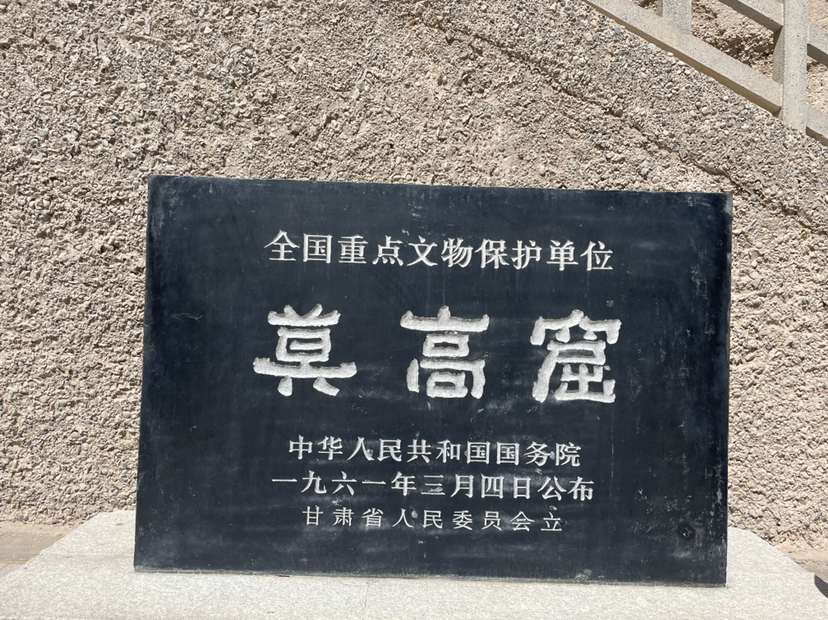 全国重点文物保护单位
莫高窟
中华人民共和国国务院
一九六一年三月四日公布
甘肃省人民委员会立